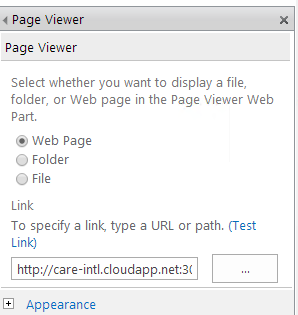 Page Viewer
Page Viewer
Select whether you want to display a file,
folder, or Web page in the Page Viewer Web
Part.
Web Page
Folder
File
Link
To specify a link, type a URL or path. (Test
Link)
http://care-intl.cloudapp.net:30
...
Appearance